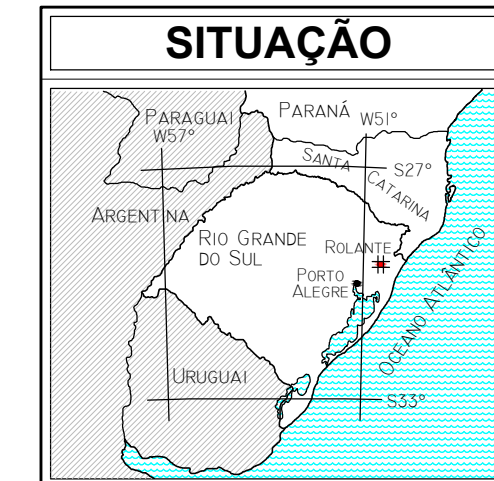 SITUAÇÃO
PARAGUAI
W57°
PARANÁ
W51°
SANTA
CATARINA
S27°
ARGENTINA
RIO GRANDE
DO SUL
ROLANTE
PORTO
ALEGRE
OCEANO ATLÂNTICO
URUGUAI
S33°